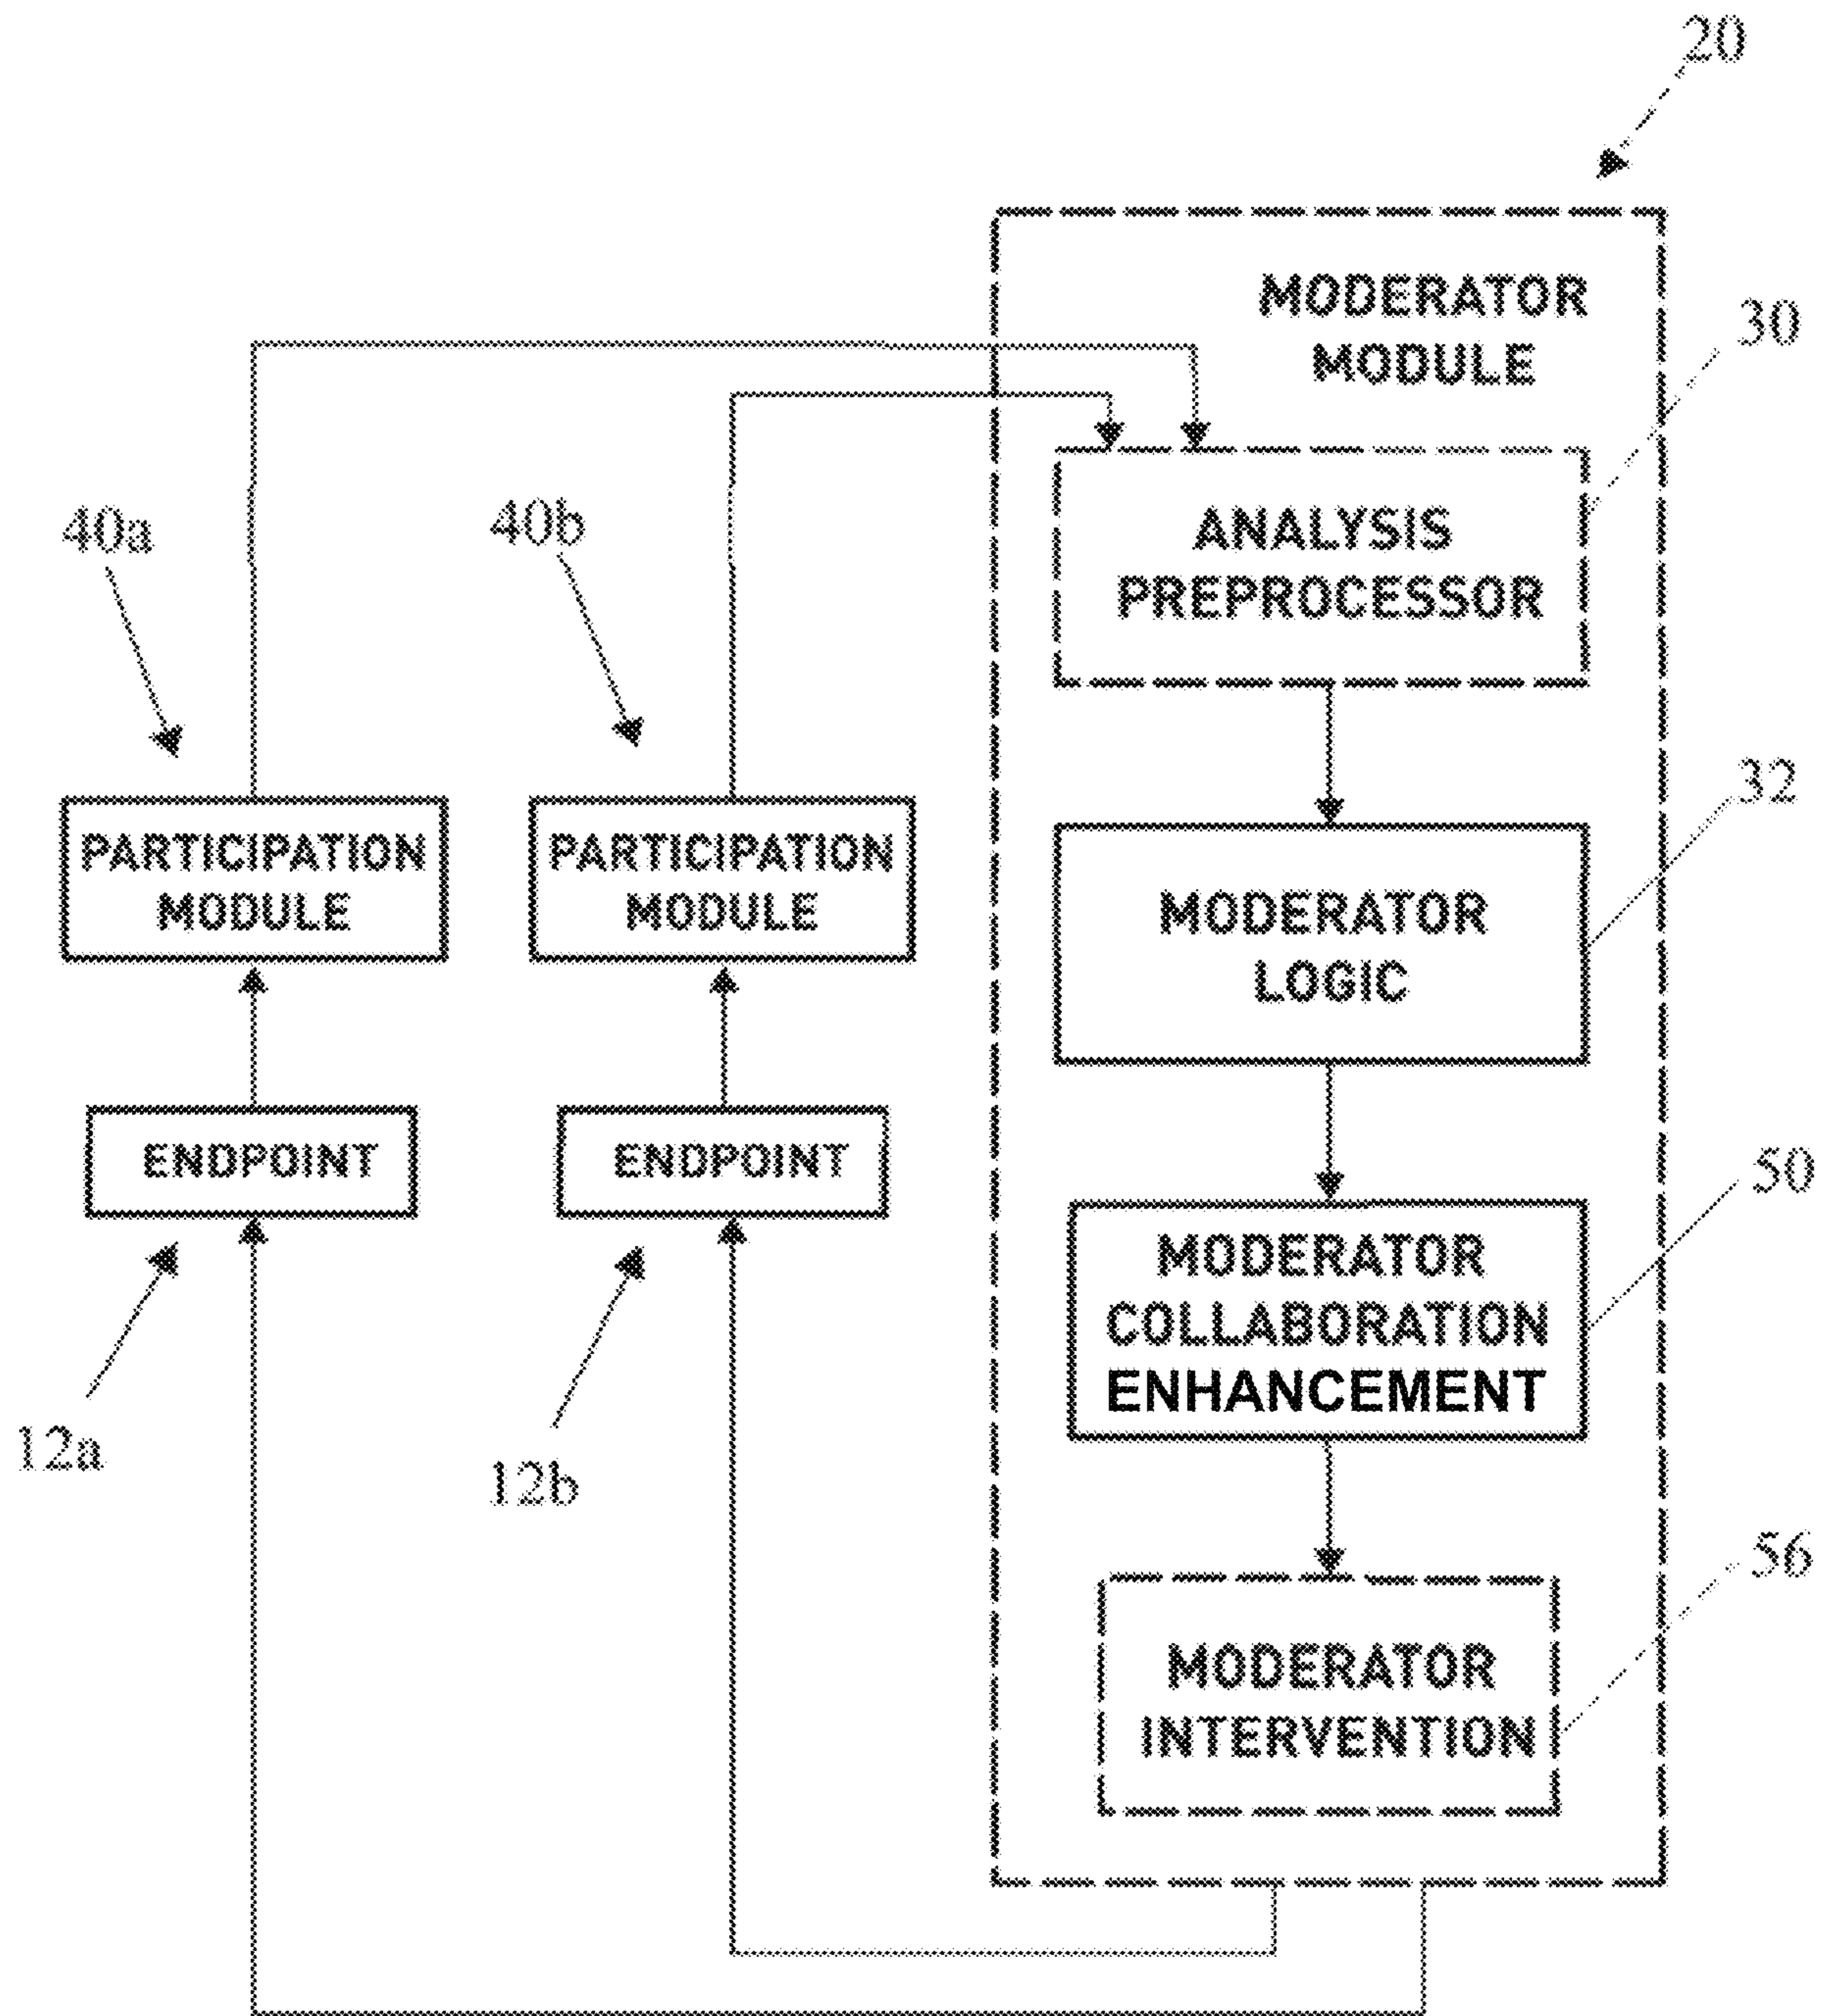 20
MODERATOR
MODULE
30
ANALYSIS
PREPROCESSOR
40a
40b
32
PARTICIPATION
MODULE
PARTICIPATION
MODULE
MODERATOR
LOGIC
ENDPOINT
ENDPOINT
50
MODERATOR
COLLABORATION
ENHANCEMENT
12a
12b
56
MODERATOR
INTERVENTION